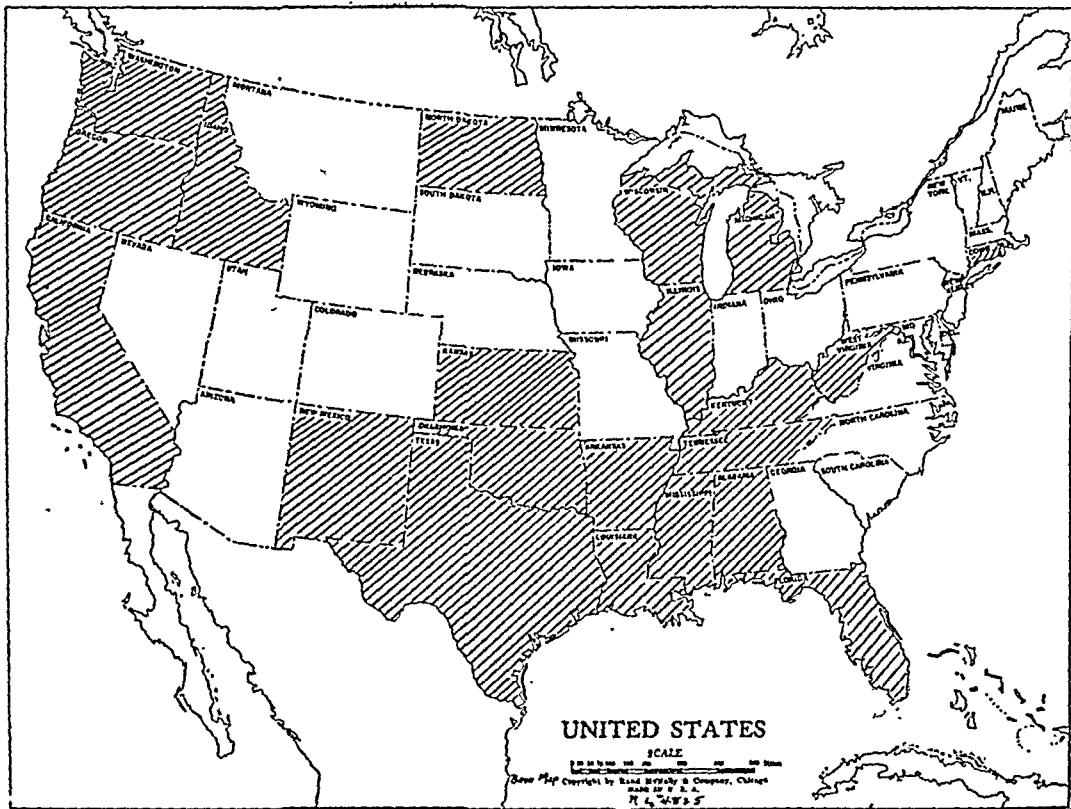 WASHINGTON
MONTANA
NORTH DAKOTA
MINNESOTA
MAINE
OREGON
IDAHO
SOUTH DAKOTA
WISCONSIN
MICHIGAN
NEW YORK
VT.
N.H.
MASS.
CONN.
CALIFORNIA
NEVADA
WYOMING
UTAH
NEBRASKA
IOWA
ILLINOIS
INDIANA
OHIO
PENNSYLVANIA
NEW JERSEY
COLORADO
MISSOURI
WEST VIRGINIA
MD
VIRGINIA
KANSAS
KENTUCKY
ARIZONA
NEW MEXICO
OKLAHOMA
TEXAS
ARKANSAS
TENNESSEE
NORTH CAROLINA
MISSISSIPPI
ALABAMA
GEORGIA
SOUTH CAROLINA
LOUISIANA
FLORIDA
UNITED STATES
SCALE
Base Map Copyright by Rand McNally & Company, Chicago
MADE IN U. S. A.